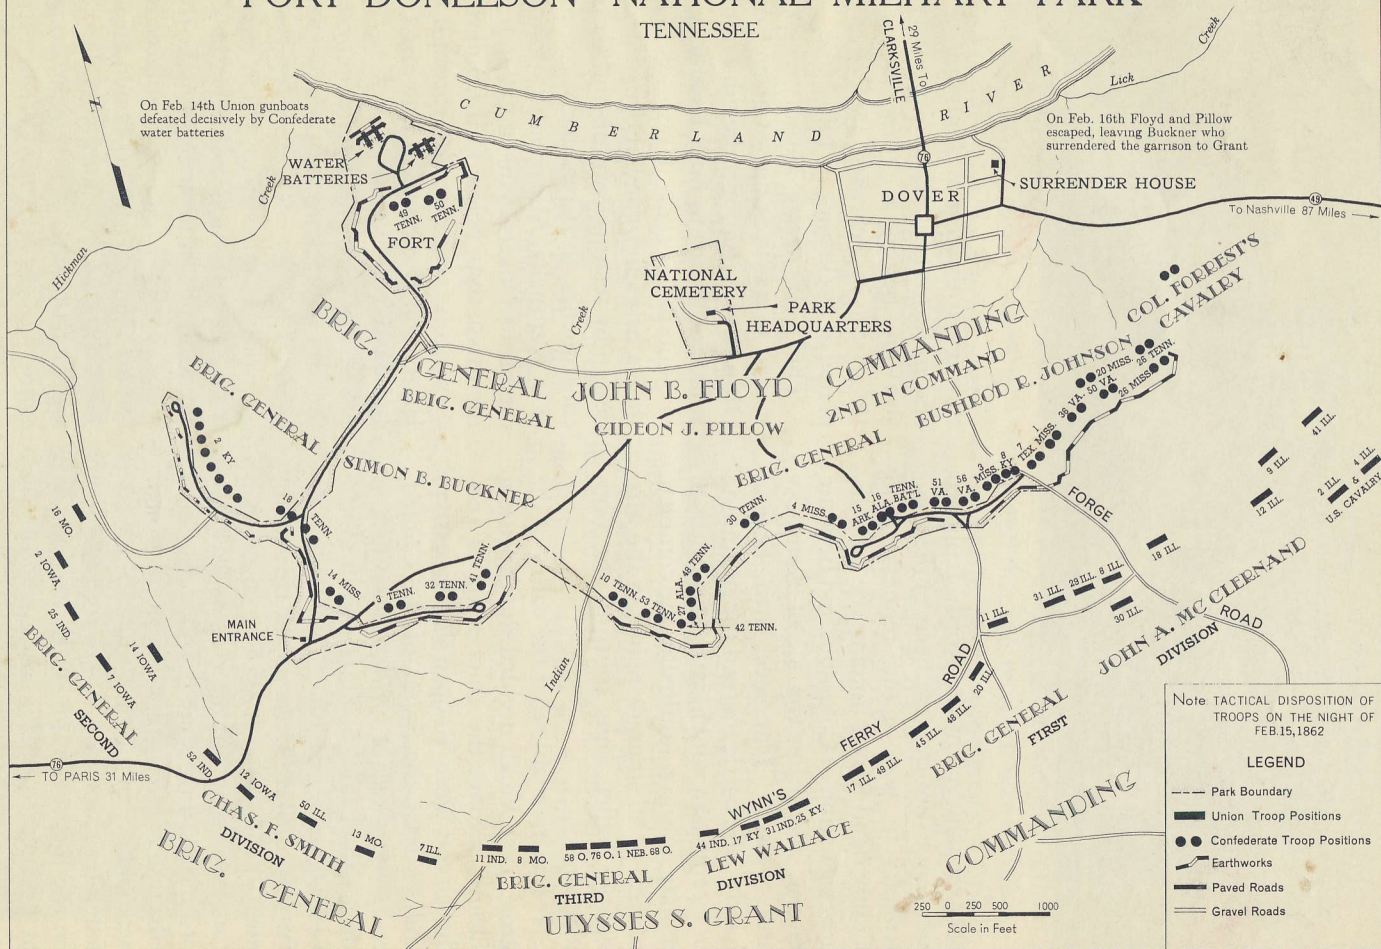 FORT DONELSON NATIONAL MILITARY PARK
TENNESSEE
On Feb. 14th Union gunboats
defeated decisively by Confederate
water batteries
CUMBERLAND RIVER
29 Miles To
CLARKSVILLE
Lick Creek
On Feb. 16th Floyd and Pillow
escaped, leaving Buckner who
surrendered the garrison to Grant
N
WATER
BATTERIES
Hickman Creek
49
TENN.
50
TENN.
FORT
76
DOVER
SURRENDER HOUSE
49
To Nashville 87 Miles
NATIONAL
CEMETERY
PARK
HEADQUARTERS
Indian Creek
BRIG. GENERAL JOHN B. FLOYD COMMANDING
BRIG. GENERAL GIDEON J. PILLOW 2ND IN COMMAND
BRIG. GENERAL SIMON B. BUCKNER
BRIG. GENERAL BUSHROD R. JOHNSON
COL. FORREST'S
CAVALRY
2 KY
18 TENN.
14 MISS.
3 TENN.
32 TENN.
41 TENN.
10 TENN.
53 TENN.
27 ALA.
48 TENN.
42 TENN.
30 TENN.
4 MISS.
15
ARK.
16
ALA.
TENN.
BATT'L
51
VA.
56
VA.
3
MISS.
8
KY
7
TEX.
1
MISS.
36 VA.
50 VA.
20 MISS.
26 TENN.
26 MISS.
MAIN
ENTRANCE
FORGE ROAD
WYNN'S FERRY ROAD
16 MO.
2 IOWA.
25 IND.
14 IOWA
7 IOWA
52 IND.
12 IOWA
50 ILL.
13 MO.
7 ILL.
BRIG. GENERAL CHAS. F. SMITH
SECOND DIVISION
76
TO PARIS 31 Miles
11 IND.
8 MO.
58 O.
76 O.
1 NEB.
68 O.
44 IND.
17 KY
31 IND.
25 KY
BRIG. GENERAL LEW WALLACE
THIRD DIVISION
17 ILL.
49 ILL.
45 ILL.
48 ILL.
20 ILL.
11 ILL.
31 ILL.
29 ILL.
8 ILL.
30 ILL.
18 ILL.
12 ILL.
9 ILL.
41 ILL.
2 ILL.
4 ILL.
&
U.S. CAVALRY
BRIG. GENERAL JOHN A. MC CLERNAND
FIRST DIVISION
BRIG. GENERAL ULYSSES S. GRANT COMMANDING
250 0 250 500 1000
Scale in Feet
Note TACTICAL DISPOSITION OF
TROOPS ON THE NIGHT OF
FEB.15,1862
LEGEND
Park Boundary
Union Troop Positions
Confederate Troop Positions
Earthworks
Paved Roads
Gravel Roads